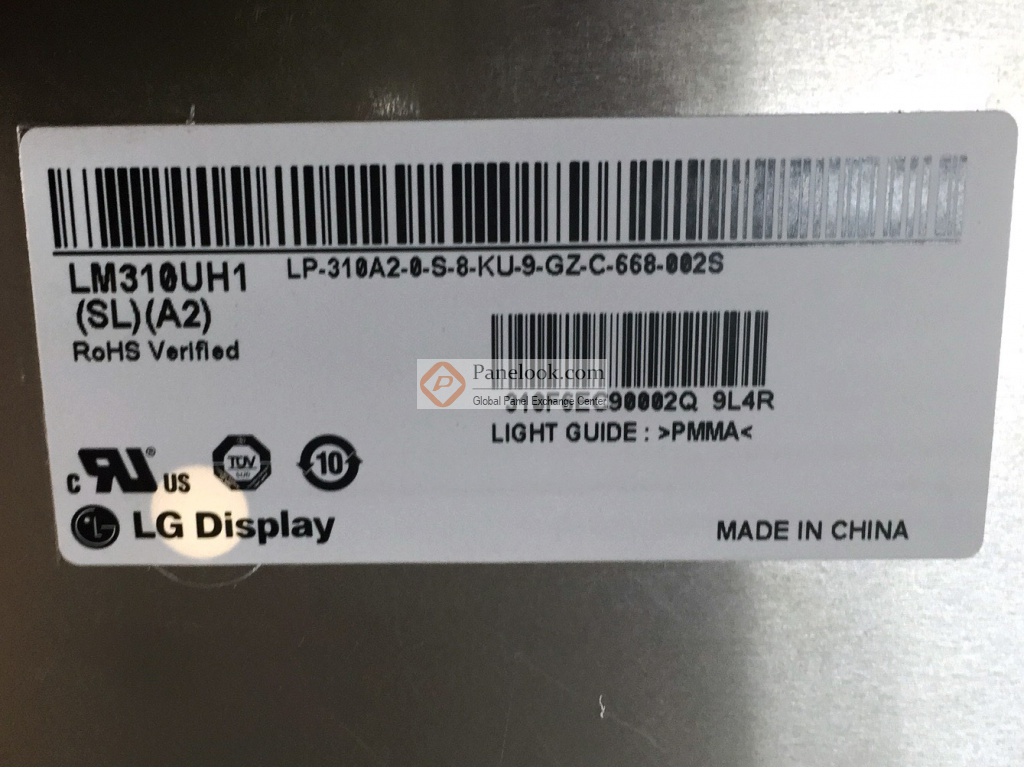 LM310UH1
LP-310A2-0-S-8-KU-9-GZ-C-668-002S
(SL)(A2)
RoHS Verified
Panelook.com
Global Panel Exchange Center
9L4R
LIGHT GUIDE : >PMMA<
C US
TÜV
10
LG Display
MADE IN CHINA